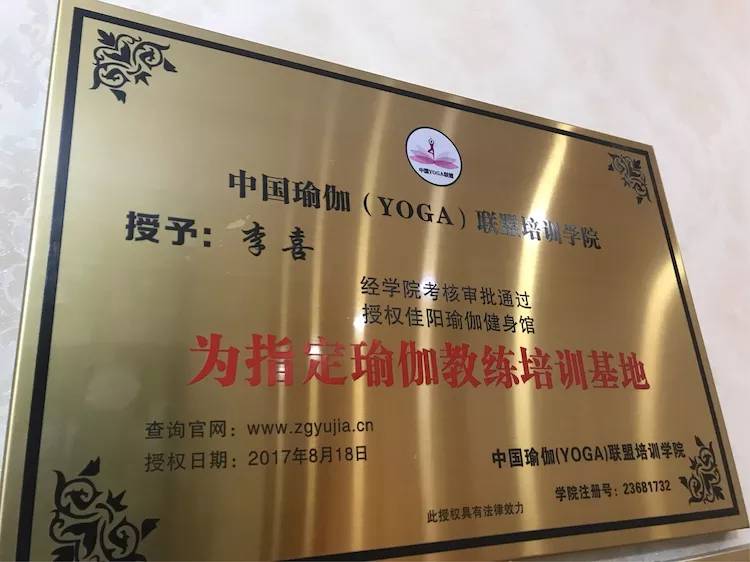 中国YOGA联盟
中国瑜伽（YOGA）联盟培训学院
授予：李喜
经学院考核审批通过
授权佳阳瑜伽健身馆
为指定瑜伽教练培训基地
查询官网：www.zgyujia.cn
授权日期：2017年8月18日
中国瑜伽(YOGA)联盟培训学院
学院注册号：23681732
此授权具有法律效力